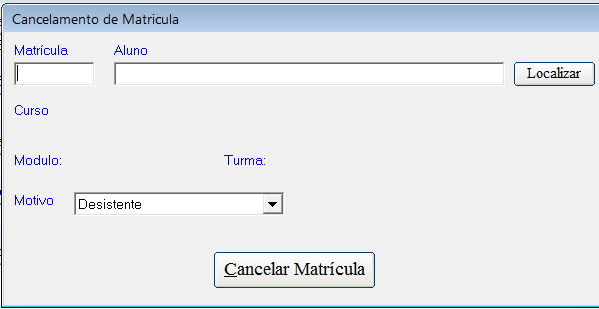 Cancelamento de Matricula
Matrícula Aluno
Localizar
Curso
Modulo: Turma:
Motivo Desistente
Cancelar Matrícula